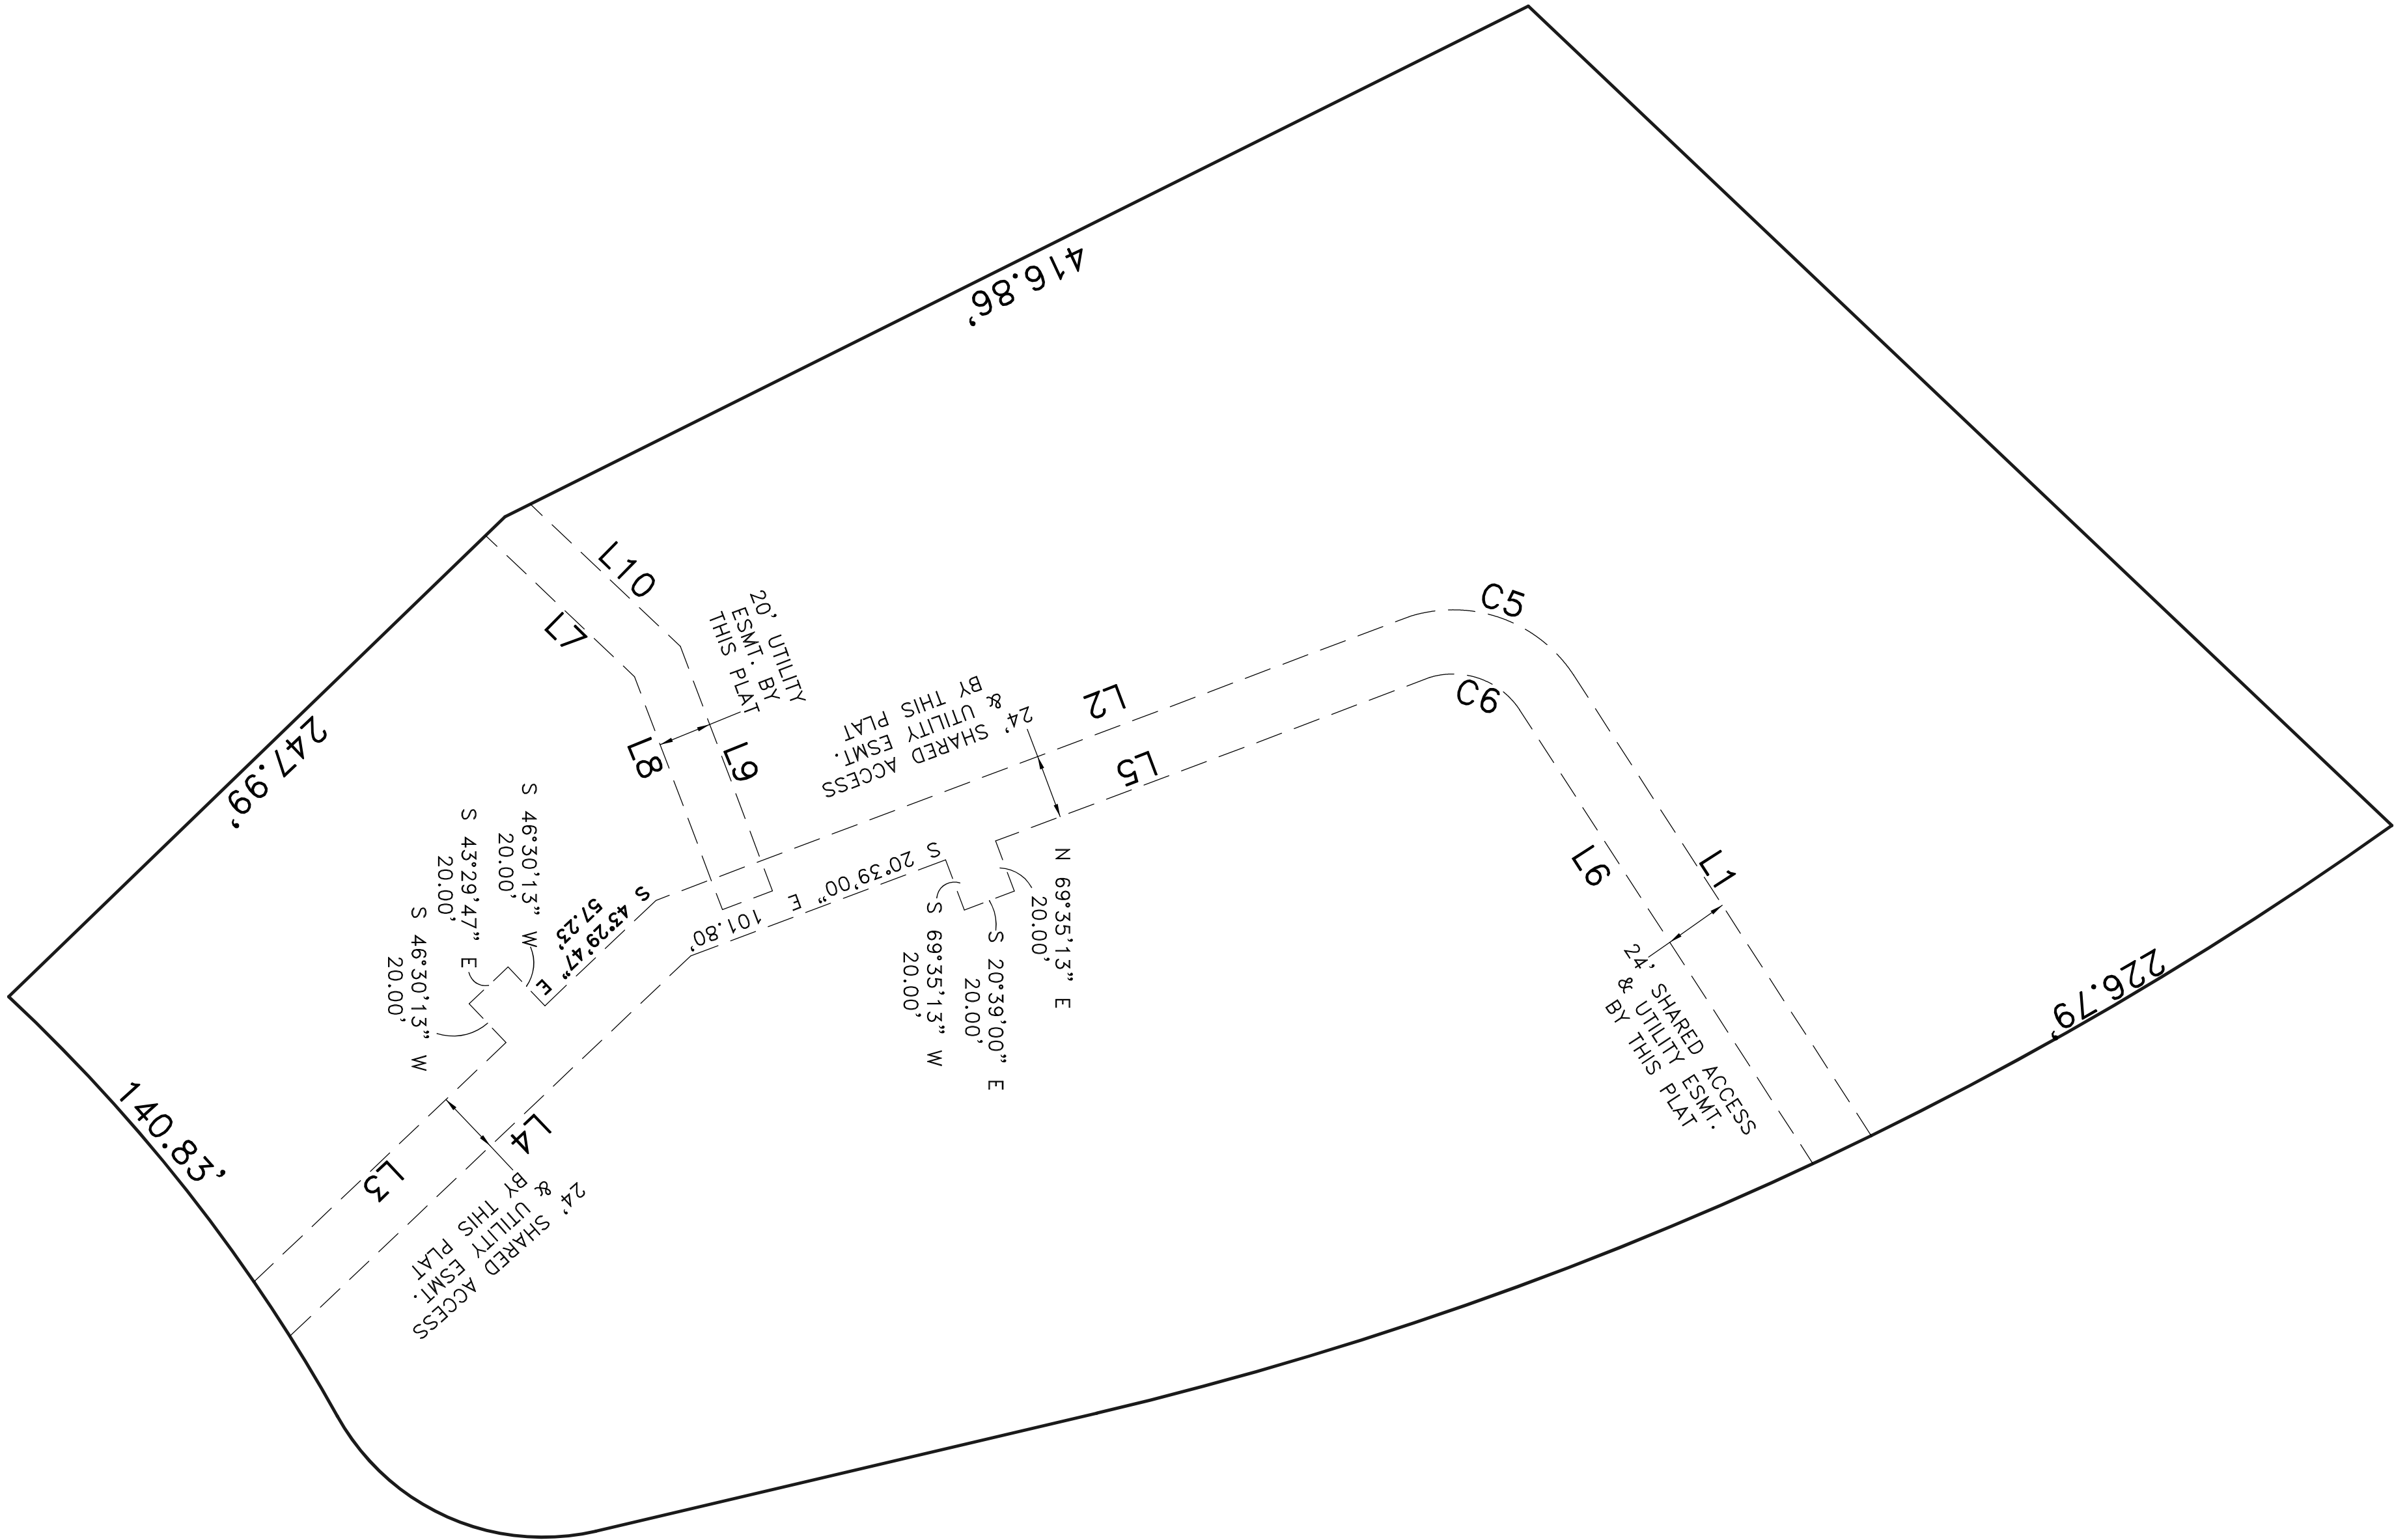 416.86'
247.99'
L10
L7
20' UTILITY
ESMT. BY
THIS PLAT
L8
L9
24' SHARED ACCESS
& UTILITY ESMT.
BY THIS PLAT
L2
C5
C6
L5
L6
L1
24' SHARED ACCESS
& UTILITY ESMT.
BY THIS PLAT
226.79'
S 46°30'13" W
20.00'
S 43°29'47" E
20.00'
S 46°30'13" W
20.00'
S 43°29'47" E
57.23'
S 20°39'00" E 101.80'
N 69°35'13" E
20.00'
S 20°39'00" E
20.00'
S 69°35'13" W
20.00'
140.83'
L3
L4
24' SHARED ACCESS
& UTILITY ESMT.
BY THIS PLAT